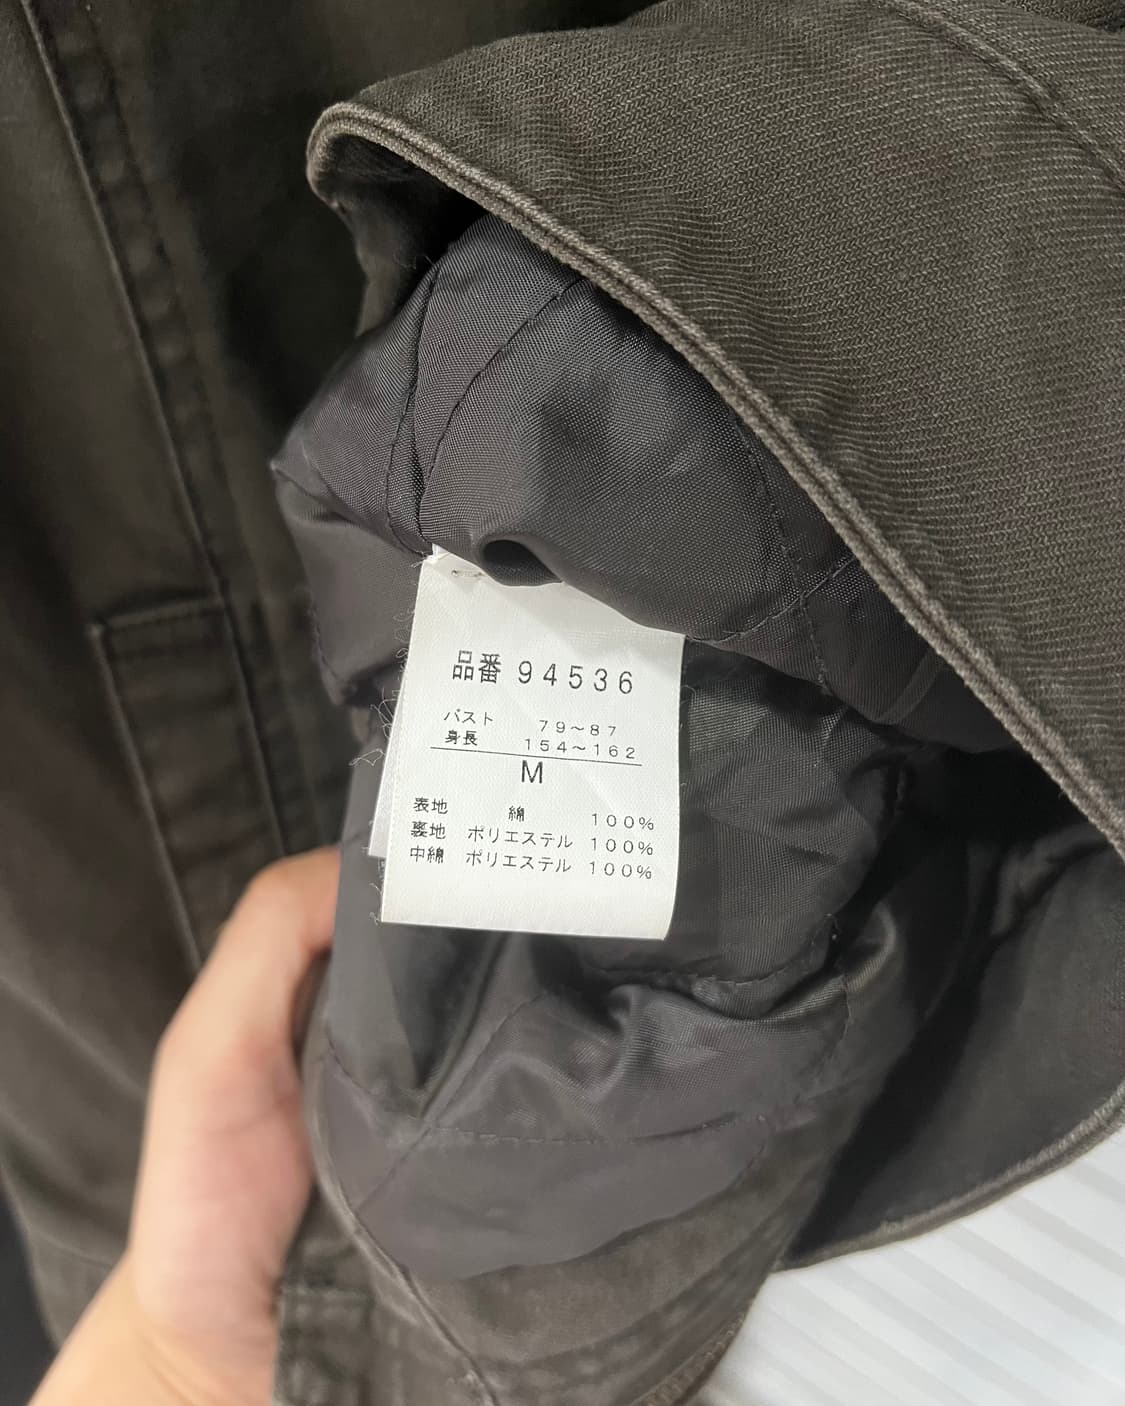 品番 94536
バスト 79~87
身長 154~162
M
表地 綿 100%
裏地 ポリエステル 100%
中綿 ポリエステル 100%